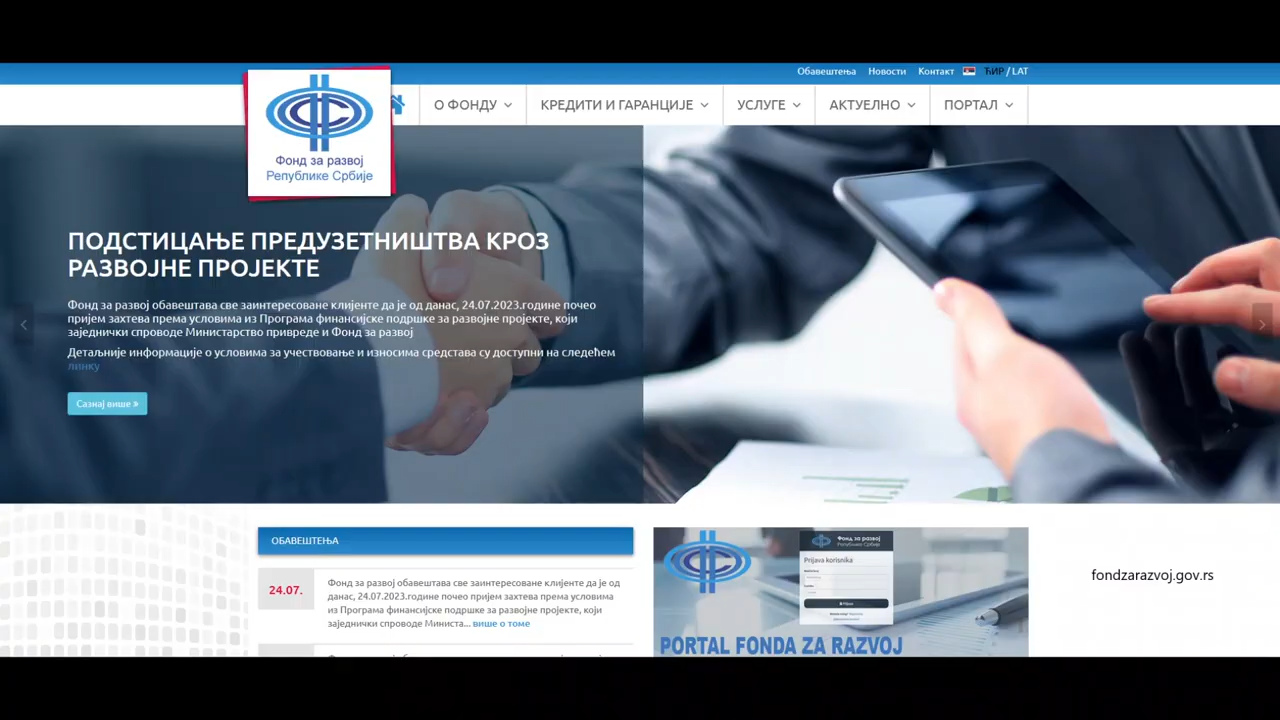 Обавештења Новости Контакт ЋИР / LAT
Фонд за развој
Републике Србије
О ФОНДУ КРЕДИТИ И ГАРАНЦИЈЕ УСЛУГЕ АКТУЕЛНО ПОРТАЛ
ПОДСТИЦАЊЕ ПРЕДУЗЕТНИШТВА КРОЗ
РАЗВОЈНЕ ПРОЈЕКТЕ
Фонд за развој обавештава све заинтересоване клијенте да је од данас, 24.07.2023.године почео
пријем захтева према условима из Програма финансијске подршке за развојне пројекте, који
заједнички спроводе Министарство привреде и Фонд за развој
Детаљније информације о условима за учествовање и износима средстава су доступни на следећем
линку
Сазнај више »
ОБАВЕШТЕЊА
24.07.
Фонд за развој обавештава све заинтересоване клијенте да је од
данас, 24.07.2023.године почео пријем захтева према условима
из Програма финансијске подршке за развојне пројекте, који
заједнички спроводе Министа... више о томе
Фонд за развој
Републике Србије
Prijava korisnika
PORTAL FONDA ZA RAZVOJ
fondzarazvoj.gov.rs